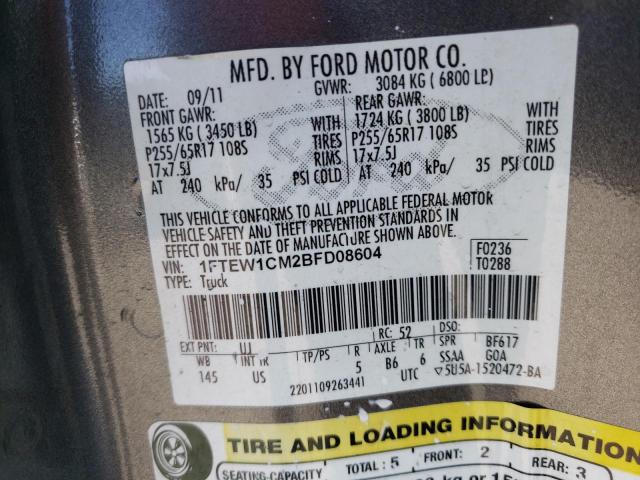 MFD. BY FORD MOTOR CO.
DATE: 09/11 GVWR: 3084 KG ( 6800 LB)
FRONT GAWR: REAR GAWR:
1565 KG ( 3450 LB) WITH 1724 KG ( 3800 LB) WITH
P255/65R17 108S TIRES P255/65R17 108S TIRES
17x7.5J RIMS 17x7.5J RIMS
AT 240 kPa/ 35 PSI COLD AT 240 kPa/ 35 PSI COLD
THIS VEHICLE CONFORMS TO ALL APPLICABLE FEDERAL MOTOR
VEHICLE SAFETY AND THEFT PREVENTION STANDARDS IN
EFFECT ON THE DATE OF MANUFACTURE SHOWN ABOVE.
VIN: 1FTEW1CM2BFD08604 F0236
TYPE: Truck T0288
EXT PNT: UJ RC: 52 DSO:
WB INT TR TP/PS R AXLE TR SPR BF617
145 US 5 B6 6 SSAA GOA
2201109263441 UTC ▽5U5A-1520472-BA
TIRE AND LOADING INFORMATION
SEATING CAPACITY TOTAL: 5 FRONT: 2 REAR: 3